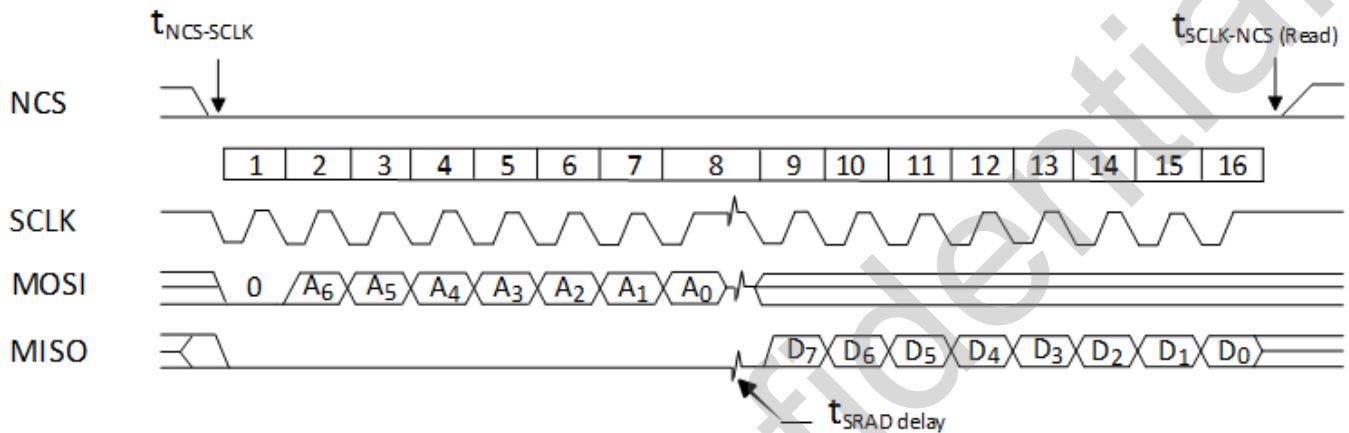 tNCS-SCLK
tSCLK-NCS (Read)
NCS
1 2 3 4 5 6 7 8 9 10 11 12 13 14 15 16
SCLK
MOSI 0 A6 A5 A4 A3 A2 A1 A0
MISO D7 D6 D5 D4 D3 D2 D1 D0
tSRAD delay